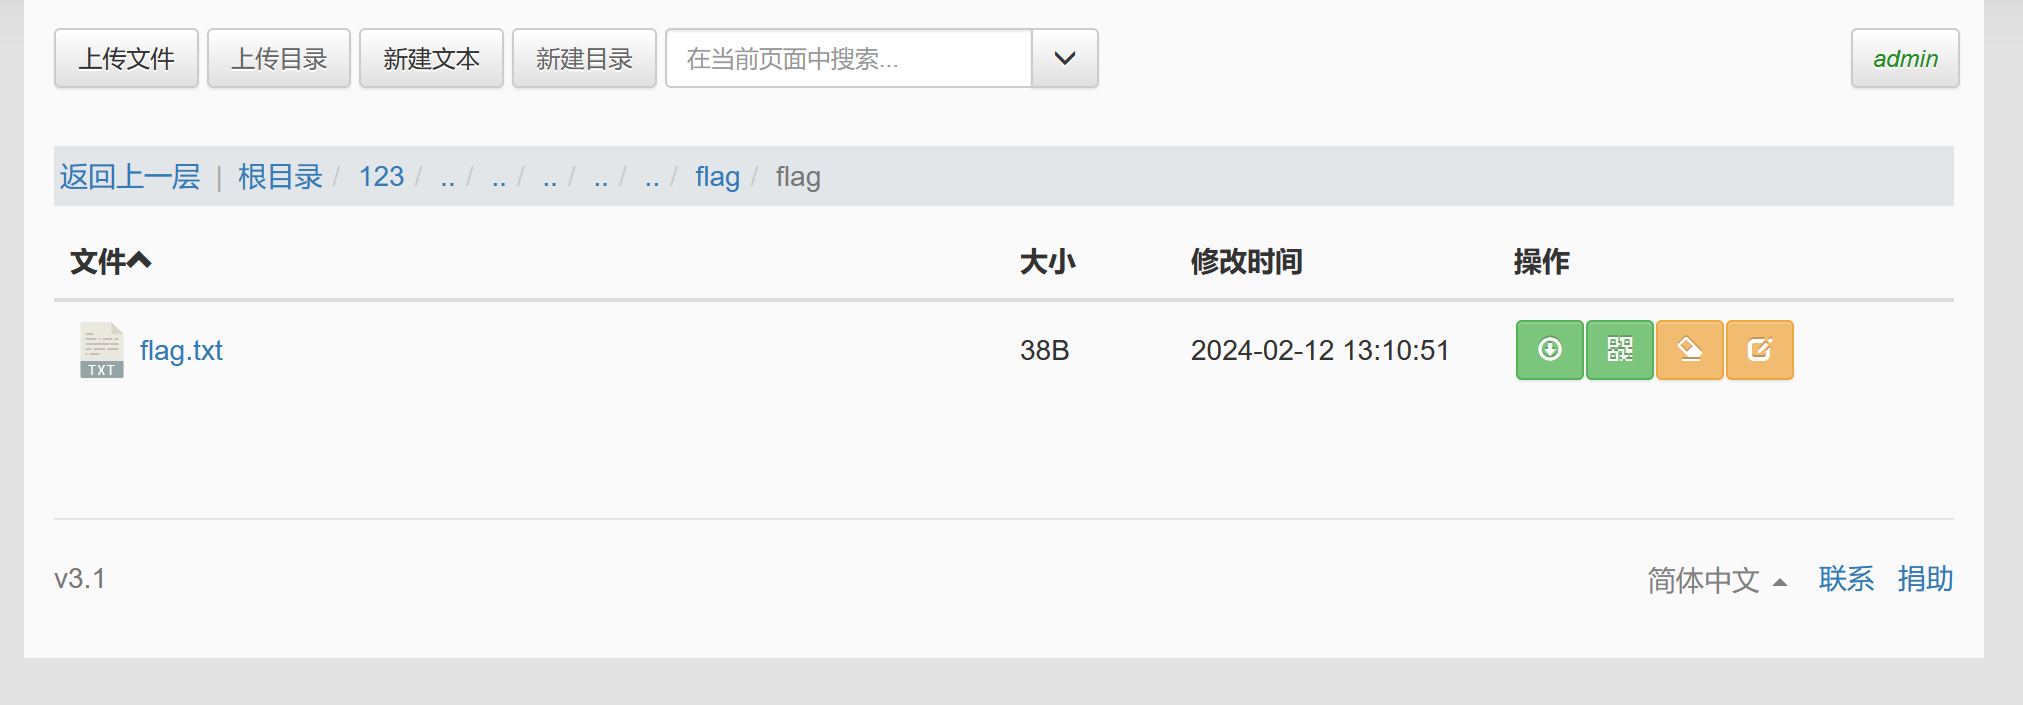 上传文件 上传目录 新建文本 新建目录 在当前页面中搜索... admin
返回上一层 | 根目录 / 123 / .. / .. / .. / .. / .. / flag / flag
文件 大小 修改时间 操作
TXT flag.txt 38B 2024-02-12 13:10:51
v3.1 简体中文 联系 捐助